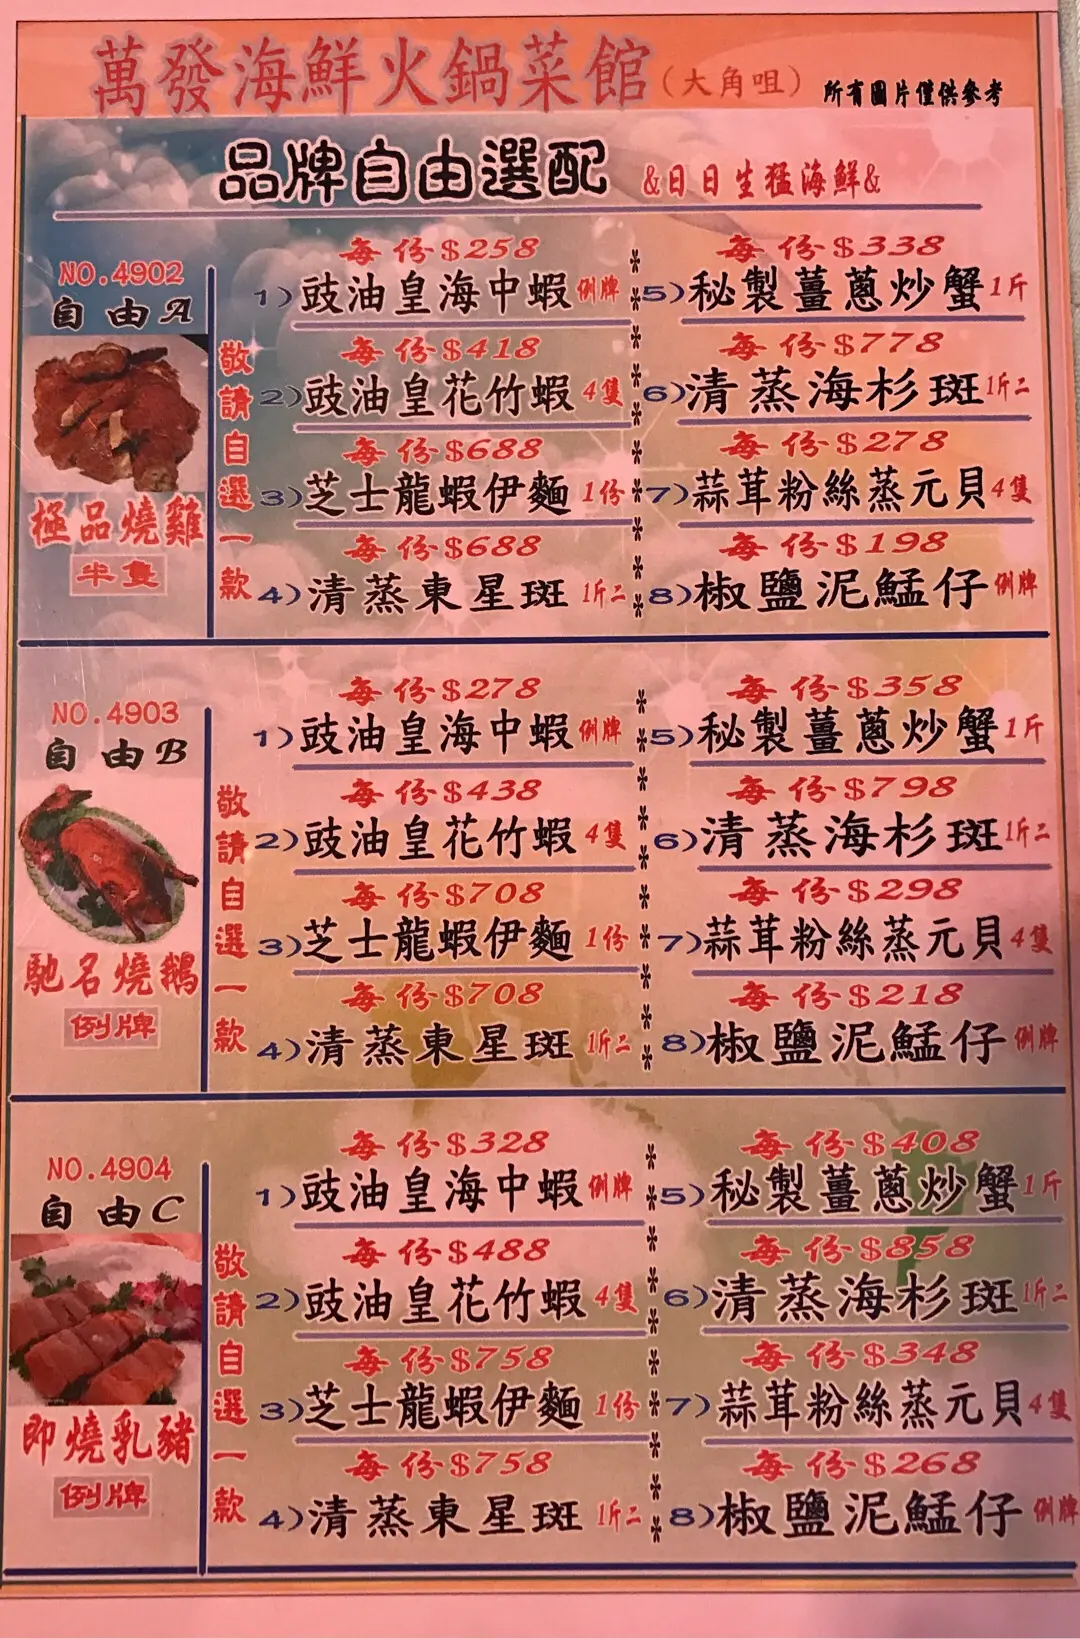 萬發海鮮火鍋菜館(大角咀) 所有圖片僅供參考
品牌自由選配 &日日生猛海鮮&
NO.4902
自由A
極品燒雞
半隻
敬請自選一款
每份$258
1)豉油皇海中蝦 例牌
每份$418
2)豉油皇花竹蝦 4隻
每份$688
3)芝士龍蝦伊麵 1份
每份$688
4)清蒸東星斑 1斤二
每份$338
5)秘製薑蔥炒蟹 1斤
每份$778
6)清蒸海杉斑 1斤二
每份$278
7)蒜茸粉絲蒸元貝 4隻
每份$198
8)椒鹽泥鯭仔 例牌
NO.4903
自由B
馳名燒鵝
例牌
敬請自選一款
每份$278
1)豉油皇海中蝦 例牌
每份$438
2)豉油皇花竹蝦 4隻
每份$708
3)芝士龍蝦伊麵 1份
每份$708
4)清蒸東星斑 1斤二
每份$358
5)秘製薑蔥炒蟹 1斤
每份$798
6)清蒸海杉斑 1斤二
每份$298
7)蒜茸粉絲蒸元貝 4隻
每份$218
8)椒鹽泥鯭仔 例牌
NO.4904
自由C
即燒乳豬
例牌
敬請自選一款
每份$328
1)豉油皇海中蝦 例牌
每份$488
2)豉油皇花竹蝦 4隻
每份$758
3)芝士龍蝦伊麵 1份
每份$758
4)清蒸東星斑 1斤二
每份$408
5)秘製薑蔥炒蟹 1斤
每份$858
6)清蒸海杉斑 1斤二
每份$348
7)蒜茸粉絲蒸元貝 4隻
每份$268
8)椒鹽泥鯭仔 例牌